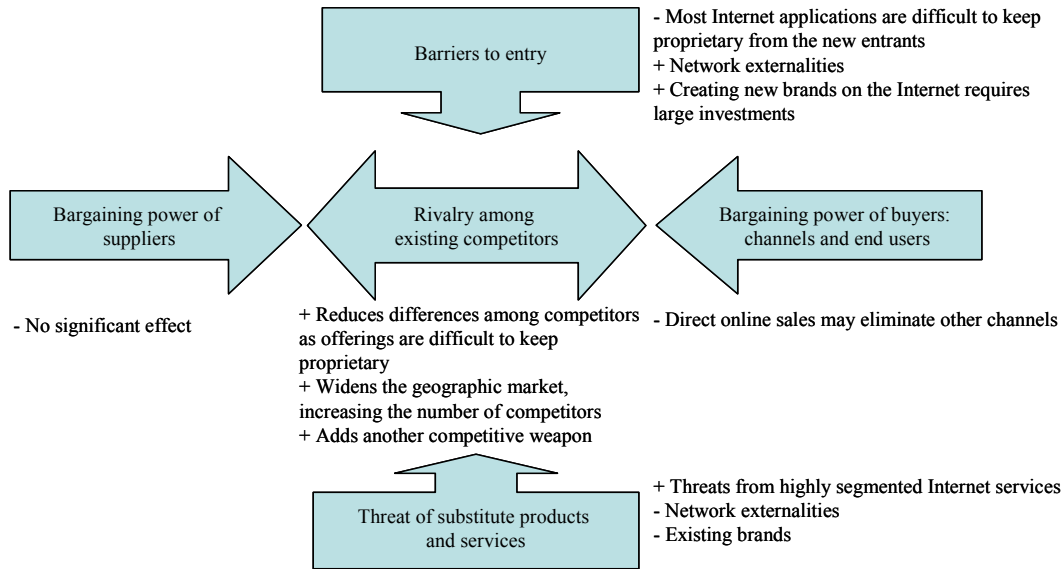 Barriers to entry
- Most Internet applications are difficult to keep
proprietary from the new entrants
+ Network externalities
+ Creating new brands on the Internet requires
large investments
Bargaining power of
suppliers
Rivalry among
existing competitors
Bargaining power of buyers:
channels and end users
- No significant effect
+ Reduces differences among competitors
as offerings are difficult to keep
proprietary
+ Widens the geographic market,
increasing the number of competitors
+ Adds another competitive weapon
- Direct online sales may eliminate other channels
Threat of substitute products
and services
+ Threats from highly segmented Internet services
- Network externalities
- Existing brands